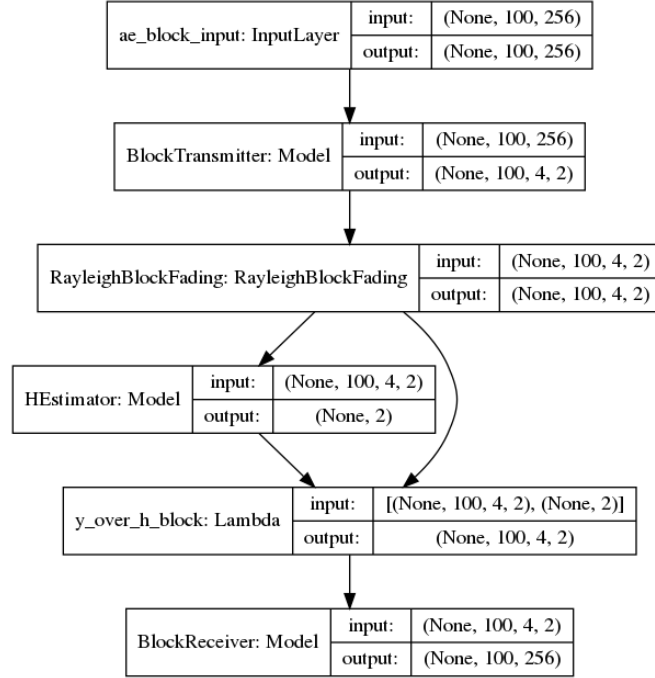 ae_block_input: InputLayer
input: (None, 100, 256)
output: (None, 100, 256)
BlockTransmitter: Model
input: (None, 100, 256)
output: (None, 100, 4, 2)
RayleighBlockFading: RayleighBlockFading
input: (None, 100, 4, 2)
output: (None, 100, 4, 2)
HEstimator: Model
input: (None, 100, 4, 2)
output: (None, 2)
y_over_h_block: Lambda
input: [(None, 100, 4, 2), (None, 2)]
output: (None, 100, 4, 2)
BlockReceiver: Model
input: (None, 100, 4, 2)
output: (None, 100, 256)